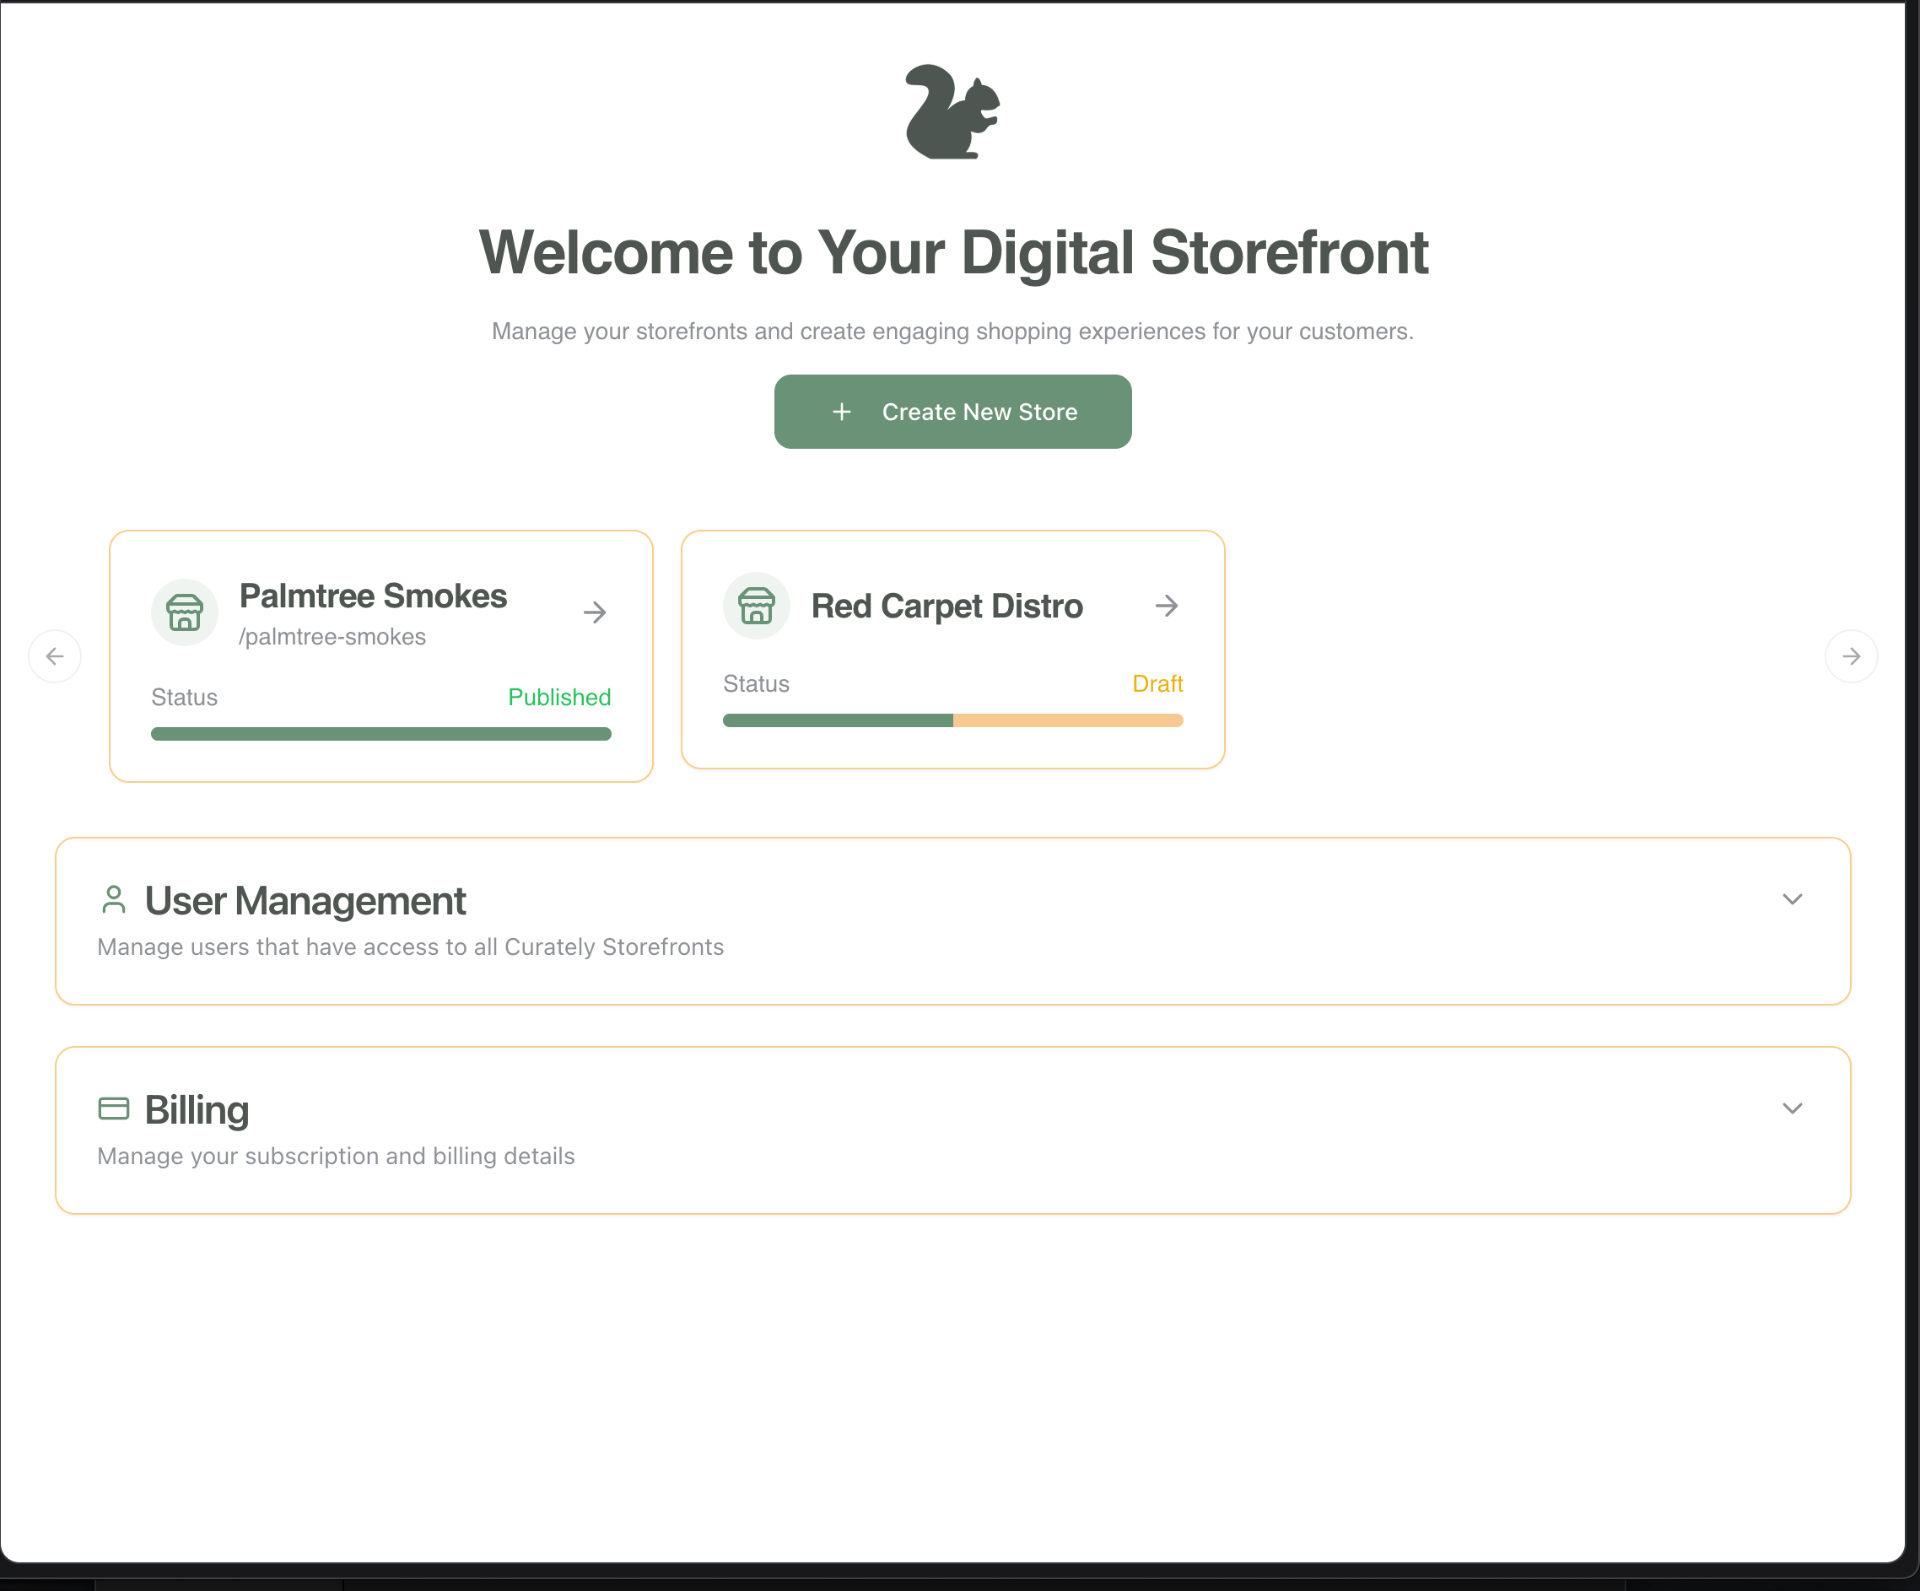 Welcome to Your Digital Storefront
Manage your storefronts and create engaging shopping experiences for your customers.
Create New Store
Palmtree Smokes
/palmtree-smokes
Status Published
Red Carpet Distro
Status Draft
User Management
Manage users that have access to all Curately Storefronts
Billing
Manage your subscription and billing details